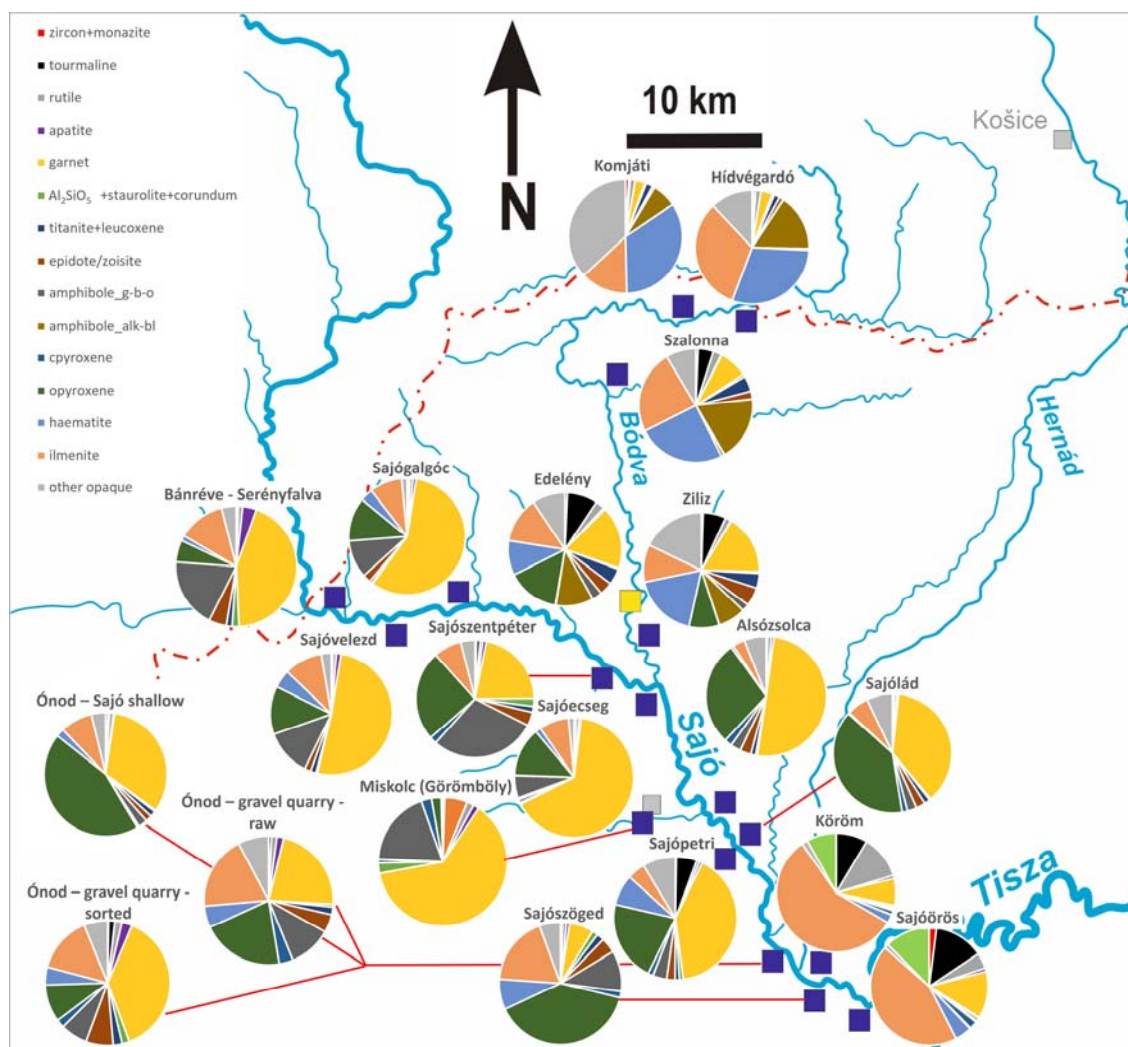 zircon+monazite
tourmaline
rutile
apatite
garnet
Al₂SiO₅ +staurolite+corundum
titanite+leucoxene
epidote/zoisite
amphibole_g-b-o
amphibole_alk-bl
cpyroxene
opyroxene
haematite
ilmenite
other opaque
N
10 km
Košice
Komjáti
Hídvégardó
Szalonna
Bódva
Hernád
Sajógalgóc
Bánréve - Serényfalva
Edelény
Ziliz
Sajóvelezd
Sajószentpéter
Alsózsolca
Sajóecseg
Sajó
Sajólád
Ónod – Sajó shallow
Ónod – gravel quarry -
raw
Miskolc (Görömböly)
Köröm
Sajópetri
Tisza
Ónod – gravel quarry -
sorted
Sajószöged
Sajóörös